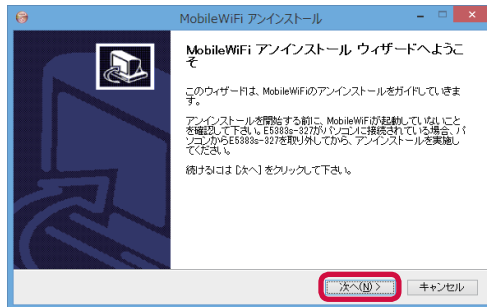 MobileWiFi アンインストール
MobileWiFi アンインストール ウィザードへようこ
そ
このウィザードは、MobileWiFiのアンインストールをガイドしていきま
す。
アンインストールを開始する前に、MobileWiFiが起動していないこと
を確認して下さい。E5383s-327がパソコンに接続されている場合、パ
ソコンからE5383s-327を取り外してから、アンインストールを実施し
てください。
続けるには [次へ] をクリックして下さい。
次へ(N) >
キャンセル